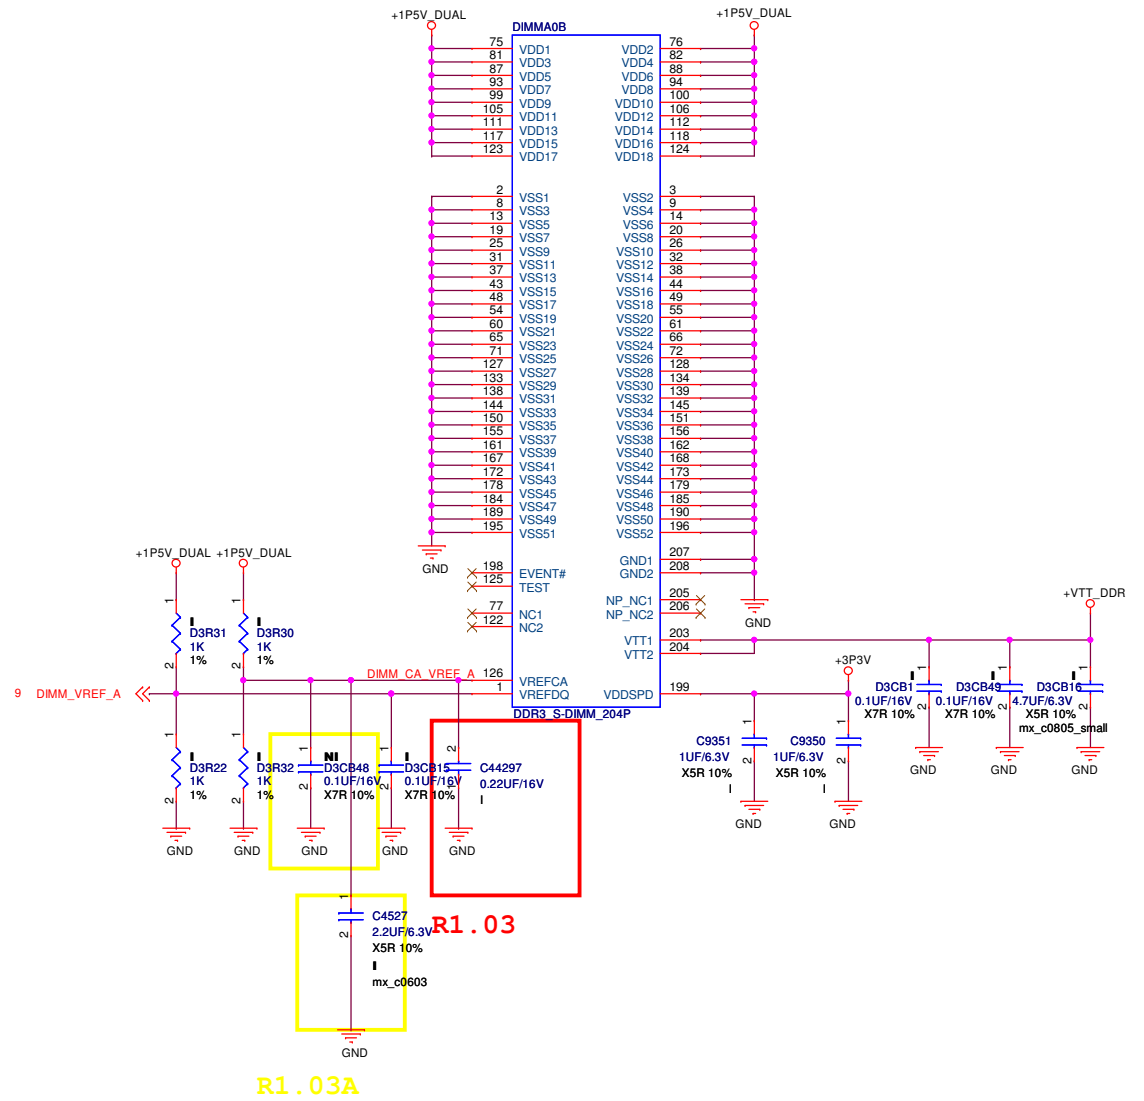 +1P5V_DUAL
+1P5V_DUAL
DIMMA0B
75 VDD1 VDD2 76
81 VDD3 VDD4 82
87 VDD5 VDD6 88
93 VDD7 VDD8 94
99 VDD9 VDD10 100
105 VDD11 VDD12 106
111 VDD13 VDD14 112
117 VDD15 VDD16 118
123 VDD17 VDD18 124
2 VSS1 VSS2 3
8 VSS3 VSS4 9
13 VSS5 VSS6 14
19 VSS7 VSS8 20
25 VSS9 VSS10 26
31 VSS11 VSS12 32
37 VSS13 VSS14 38
43 VSS15 VSS16 44
48 VSS17 VSS18 49
54 VSS19 VSS20 55
60 VSS21 VSS22 61
65 VSS23 VSS24 66
71 VSS25 VSS26 72
127 VSS27 VSS28 128
133 VSS29 VSS30 134
138 VSS31 VSS32 139
144 VSS33 VSS34 145
150 VSS35 VSS36 151
155 VSS37 VSS38 156
161 VSS39 VSS40 162
167 VSS41 VSS42 168
172 VSS43 VSS44 173
178 VSS45 VSS46 179
184 VSS47 VSS48 185
189 VSS49 VSS50 190
195 VSS51 VSS52 196
GND
GND1 207
198 EVENT# GND2 208
125 TEST
NP_NC1 205
77 NC1 NP_NC2 206
122 NC2
GND
VTT1 203
VTT2 204
126 VREFCA
1 VREFDQ VDDSPD 199
DDR3_S-DIMM_204P
+1P5V_DUAL +1P5V_DUAL
1
I
D3R31
1K
1%
2
1
I
D3R30
1K
1%
2
DIMM_CA_VREF_A
9 DIMM_VREF_A
1
I
D3R22
1K
1%
2
GND
1
I
D3R32
1K
1%
2
GND
1
NI
D3CB48
0.1UF/16V
X7R 10%
2
GND
1
I
D3CB15
0.1UF/16V
X7R 10%
2
GND
2
C44297
0.22UF/16V
1
I
GND
R1.03
1
C4527
2.2UF/6.3V
2
X5R 10%
I
mx_c0603
GND
R1.03A
+3P3V
1
C9351
1UF/6.3V
2
X5R 10%
I
GND
1
C9350
1UF/6.3V
2
X5R 10%
I
GND
+VTT_DDR
1
I
D3CB1
0.1UF/16V
X7R 10%
2
GND
1
I
D3CB49
0.1UF/16V
X7R 10%
2
GND
1
I
D3CB16
4.7UF/6.3V
X5R 10%
mx_c0805_small
2
GND